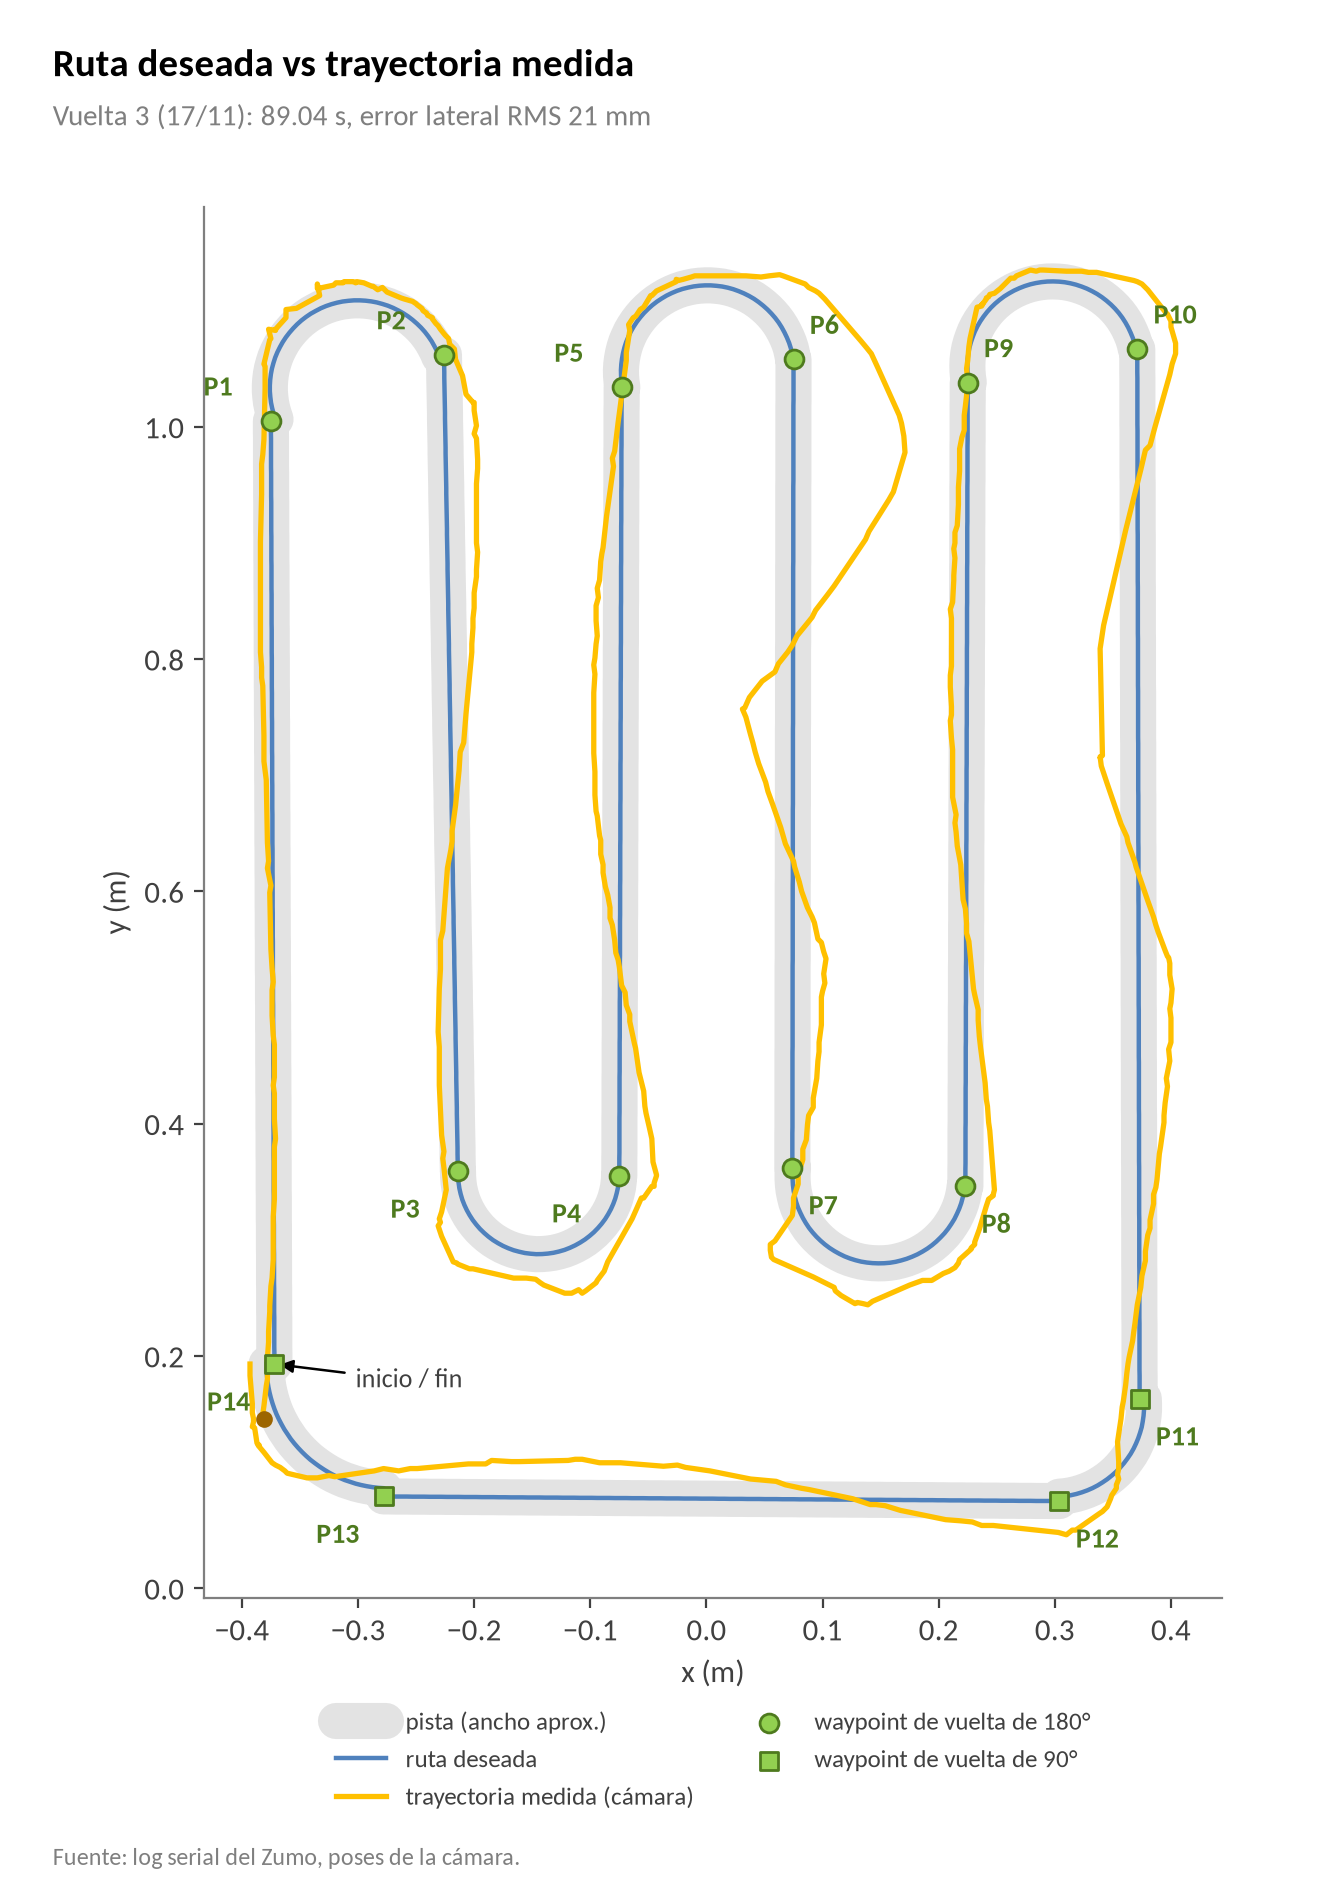 Ruta deseada vs trayectoria medida
Vuelta 3 (17/11): 89.04 s, error lateral RMS 21 mm
P2
P10
P6
P5
P9
P1
1.0
0.8
y (m)
0.6
0.4
P3
P7
P4
P8
0.2
inicio / fin
P14
P11
P13
P12
0.0
−0.4 −0.3 −0.2 −0.1 0.0 0.1 0.2 0.3 0.4
x (m)
pista (ancho aprox.)
ruta deseada
trayectoria medida (cámara)
waypoint de vuelta de 180°
waypoint de vuelta de 90°
Fuente: log serial del Zumo, poses de la cámara.